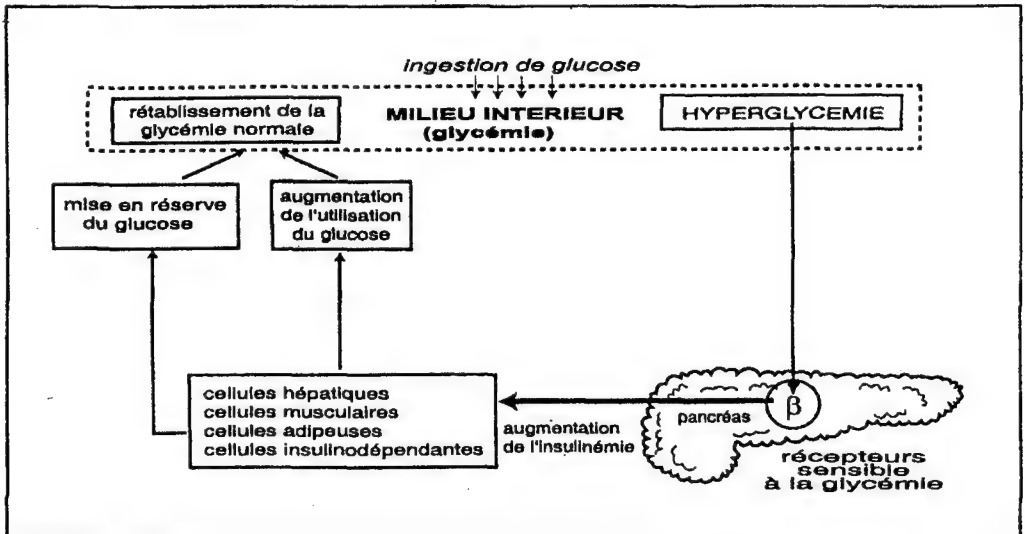 ingestion de glucose
rétablissement de la
glycémie normale
MILIEU INTERIEUR
(glycémie)
HYPERGLYCEMIE
mise en réserve
du glucose
augmentation
de l'utilisation
du glucose
cellules hépatiques
cellules musculaires
cellules adipeuses
cellules insulinodépendantes
augmentation
de l'insulinémie
pancréas
β
récepteurs
sensible
à la glycémie